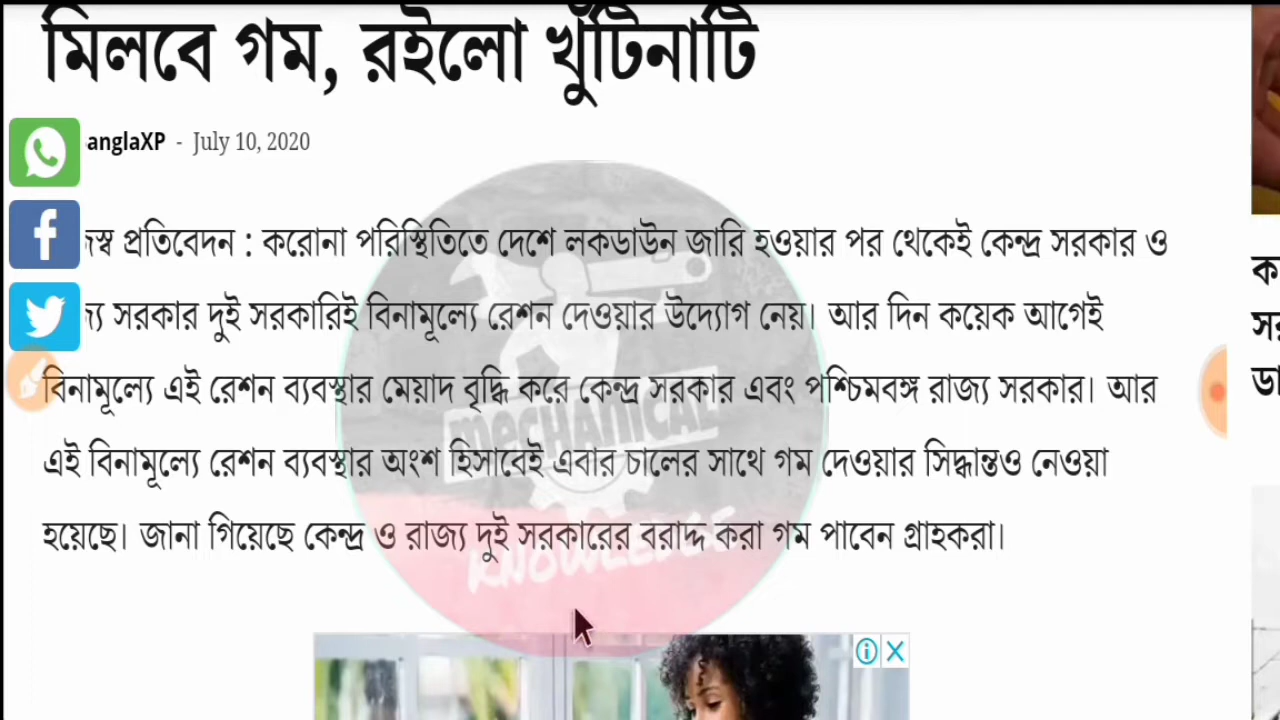 মিলবে গম, রইলো খুঁটিনাটি
anglaXP - July 10, 2020
প্রতিবেদন : করোনা পরিস্থিতিতে দেশে লকডাউন জারি হওয়ার পর থেকেই কেন্দ্র সরকার ও
সরকার দুই সরকারিই বিনামূল্যে রেশন দেওয়ার উদ্যোগ নেয়। আর দিন কয়েক আগেই
বিনামূল্যে এই রেশন ব্যবস্থার মেয়াদ বৃদ্ধি করে কেন্দ্র সরকার এবং পশ্চিমবঙ্গ রাজ্য সরকার। আর
এই বিনামূল্যে রেশন ব্যবস্থার অংশ হিসাবেই এবার চালের সাথে গম দেওয়ার সিদ্ধান্তও নেওয়া
হয়েছে। জানা গিয়েছে কেন্দ্র ও রাজ্য দুই সরকারের বরাদ্দ করা গম পাবেন গ্রাহকরা।
MECHANICAL
KNOWLEDGE